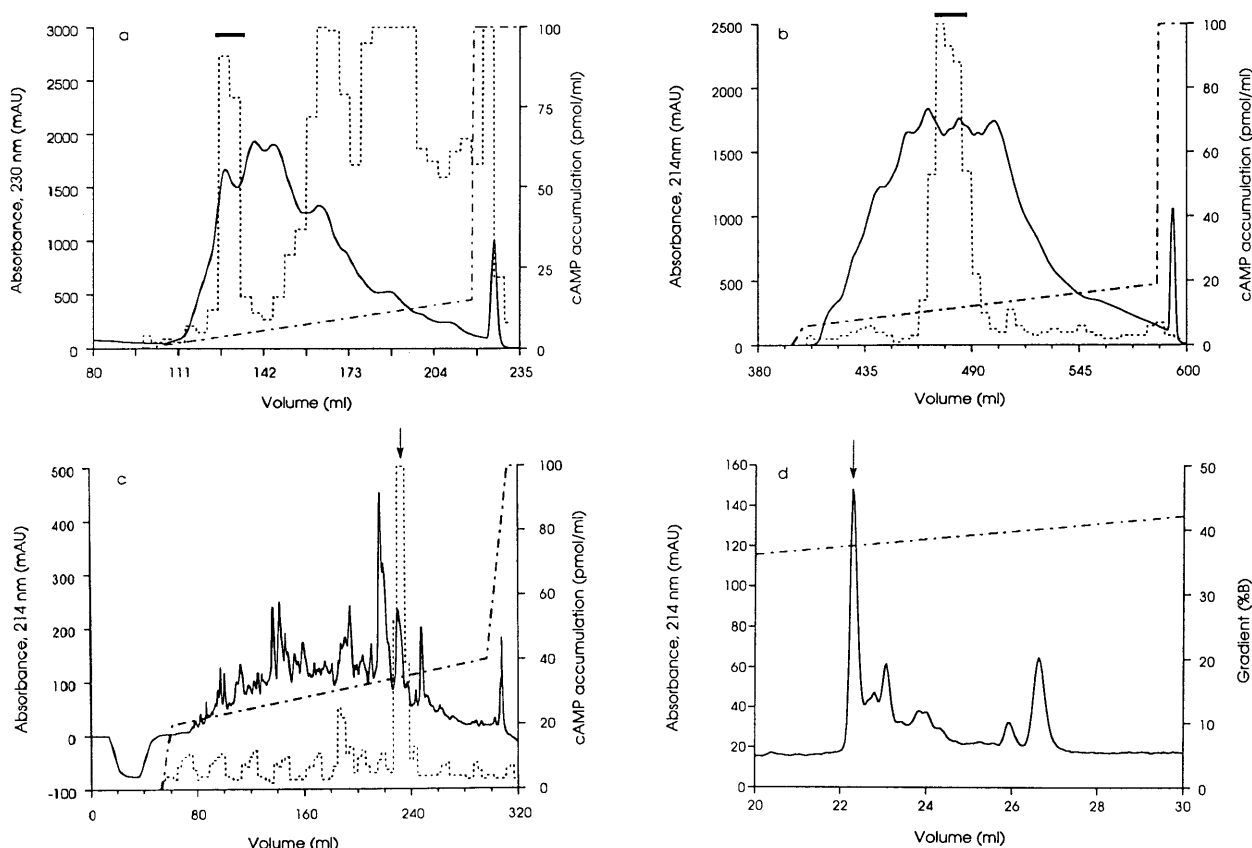 a
3000
2500
2000
1500
1000
500
0
Absorbance, 230 nm (mAU)
100
75
50
25
0
cAMP accumulation (pmol/ml)
80 111 142 173 204 235
Volume (ml)
b
2500
2000
1500
1000
500
0
Absorbance, 214nm (mAU)
100
80
60
40
20
0
cAMP accumulation (pmol/ml)
380 435 490 545 600
Volume (ml)
c
500
400
300
200
100
0
-100
Absorbance, 214 nm (mAU)
100
80
60
40
20
0
cAMP accumulation (pmol/ml)
0 80 160 240 320
Volume (ml)
d
160
140
120
100
80
60
40
20
0
Absorbance, 214 nm (mAU)
50
40
30
20
10
0
Gradient (%B)
20 22 24 26 28 30
Volume (ml)